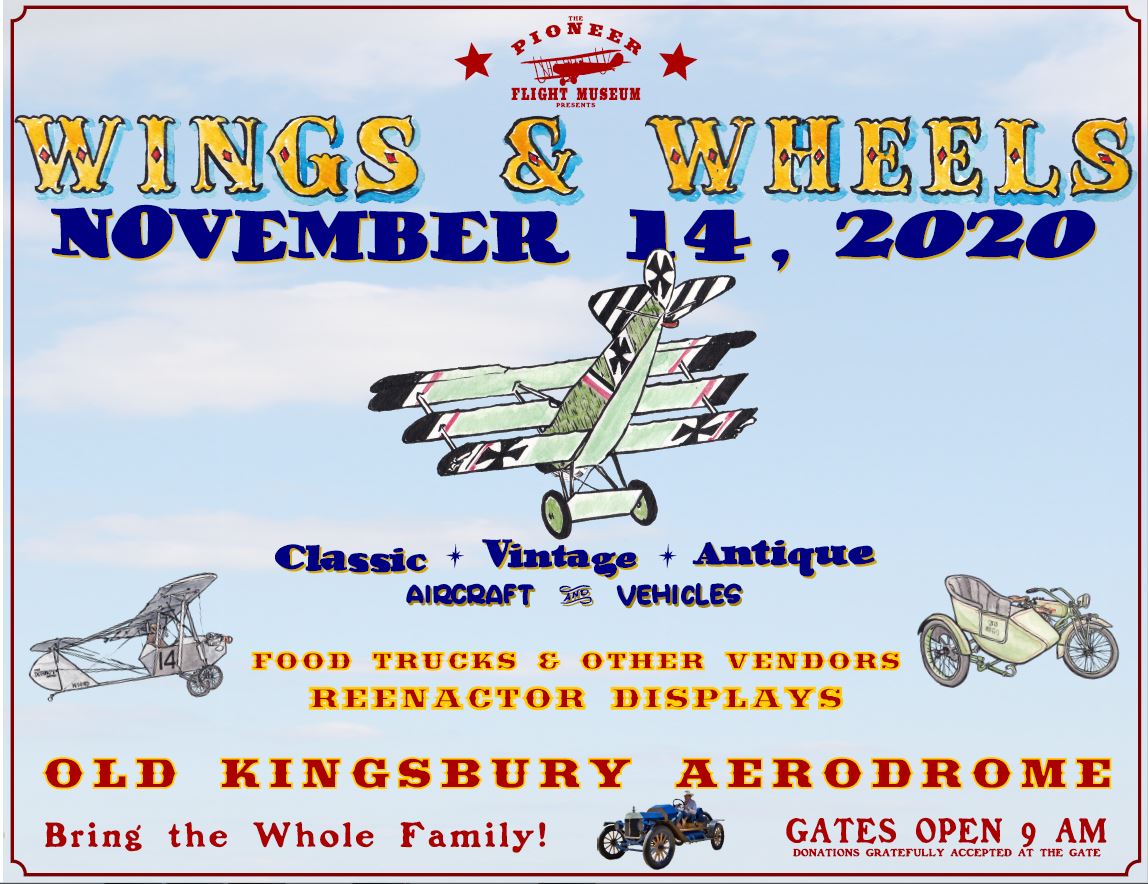 THE
PIONEER
FLIGHT MUSEUM
PRESENTS
WINGS & WHEELS
NOVEMBER 14, 2020
Classic Vintage Antique
AIRCRAFT AND VEHICLES
14
FOOD TRUCKS & OTHER VENDORS
REENACTOR DISPLAYS
OLD KINGSBURY AERODROME
Bring the Whole Family!
GATES OPEN 9 AM
DONATIONS GRATEFULLY ACCEPTED AT THE GATE